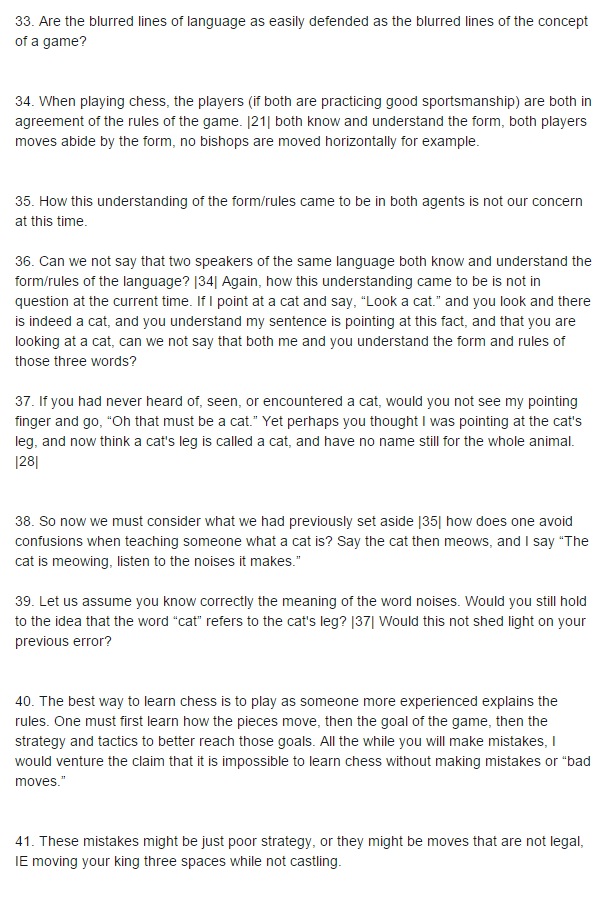 33. Are the blurred lines of language as easily defended as the blurred lines of the concept
of a game?
34. When playing chess, the players (if both are practicing good sportsmanship) are both in
agreement of the rules of the game. |21| both know and understand the form, both players
moves abide by the form, no bishops are moved horizontally for example.
35. How this understanding of the form/rules came to be in both agents is not our concern
at this time.
36. Can we not say that two speakers of the same language both know and understand the
form/rules of the language? |34| Again, how this understanding came to be is not in
question at the current time. If I point at a cat and say, “Look a cat.” and you look and there
is indeed a cat, and you understand my sentence is pointing at this fact, and that you are
looking at a cat, can we not say that both me and you understand the form and rules of
those three words?
37. If you had never heard of, seen, or encountered a cat, would you not see my pointing
finger and go, “Oh that must be a cat.” Yet perhaps you thought I was pointing at the cat's
leg, and now think a cat's leg is called a cat, and have no name still for the whole animal.
|28|
38. So now we must consider what we had previously set aside |35| how does one avoid
confusions when teaching someone what a cat is? Say the cat then meows, and I say “The
cat is meowing, listen to the noises it makes.”
39. Let us assume you know correctly the meaning of the word noises. Would you still hold
to the idea that the word “cat” refers to the cat's leg? |37| Would this not shed light on your
previous error?
40. The best way to learn chess is to play as someone more experienced explains the
rules. One must first learn how the pieces move, then the goal of the game, then the
strategy and tactics to better reach those goals. All the while you will make mistakes, I
would venture the claim that it is impossible to learn chess without making mistakes or “bad
moves.”
41. These mistakes might be just poor strategy, or they might be moves that are not legal,
IE moving your king three spaces while not castling.